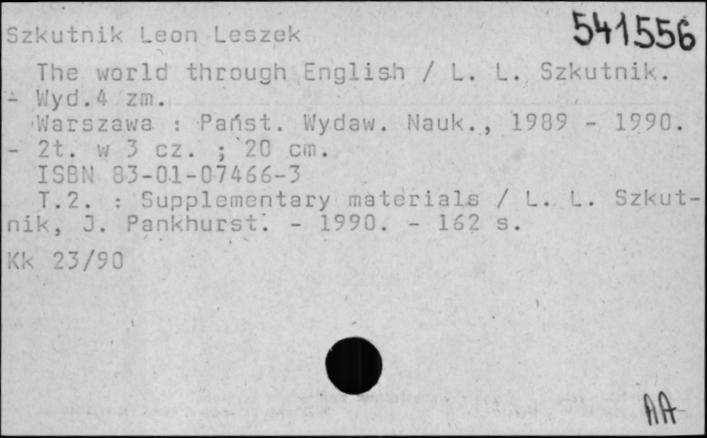 541556
Szkutnik Leon Leszek
The world through English / L. L. Szkutnik.
- Wyd.4 zm.
Warszawa : Państ. Wydaw. Nauk., 1989 - 1990.
- 2t. w 3 cz. ; 20 cm.
ISBN 83-01-07466-3
T.2. : Supplementary materials / L. L. Szkut-
nik, J. Pankhurst. - 1990. - 162 s.
Kk 23/90
AA